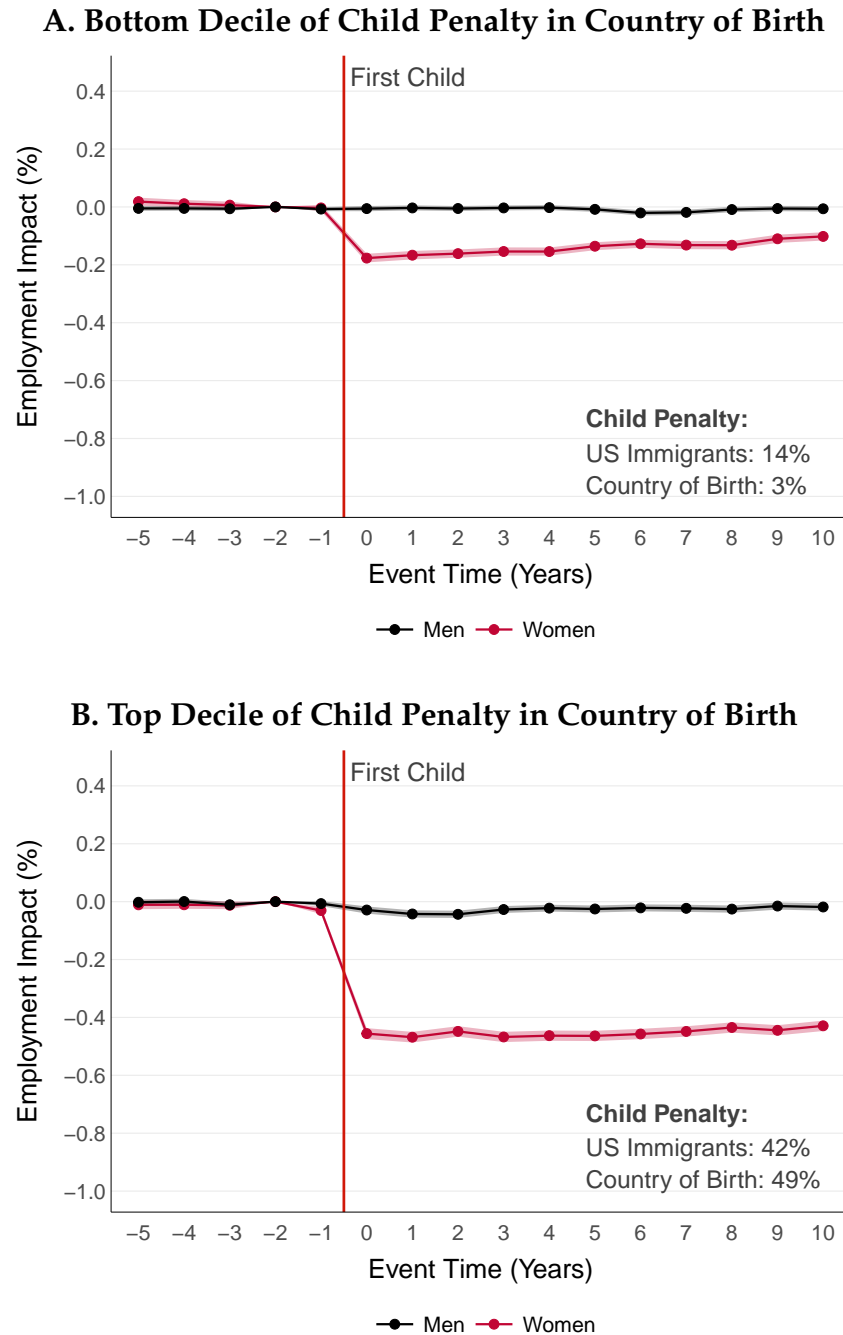 A. Bottom Decile of Child Penalty in Country of Birth
First Child
Employment Impact (%)
0.4
0.2
0.0
−0.2
−0.4
−0.6
−0.8
−1.0
Child Penalty:
US Immigrants: 14%
Country of Birth: 3%
−5 −4 −3 −2 −1 0 1 2 3 4 5 6 7 8 9 10
Event Time (Years)
Men Women
B. Top Decile of Child Penalty in Country of Birth
First Child
Employment Impact (%)
0.4
0.2
0.0
−0.2
−0.4
−0.6
−0.8
−1.0
Child Penalty:
US Immigrants: 42%
Country of Birth: 49%
−5 −4 −3 −2 −1 0 1 2 3 4 5 6 7 8 9 10
Event Time (Years)
Men Women